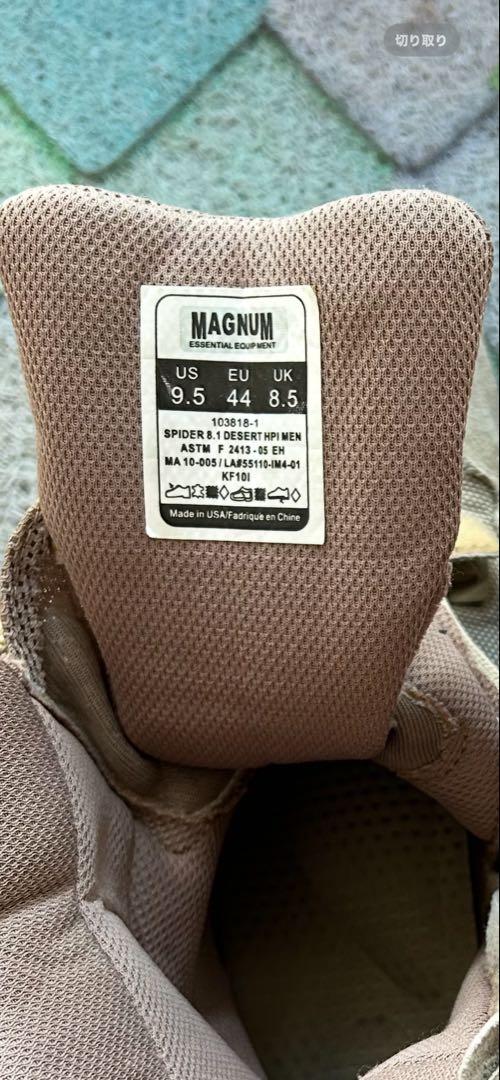 切り取り
MAGNUM
ESSENTIAL EQUIPMENT
US EU UK
9.5 44 8.5
103818-1
SPIDER 8.1 DESERT HPI MEN
ASTM F 2413-05 EH
MA 10-005 / LA#55110-IM4-01
KF10I
Made in USA/Fadriqué en Chine